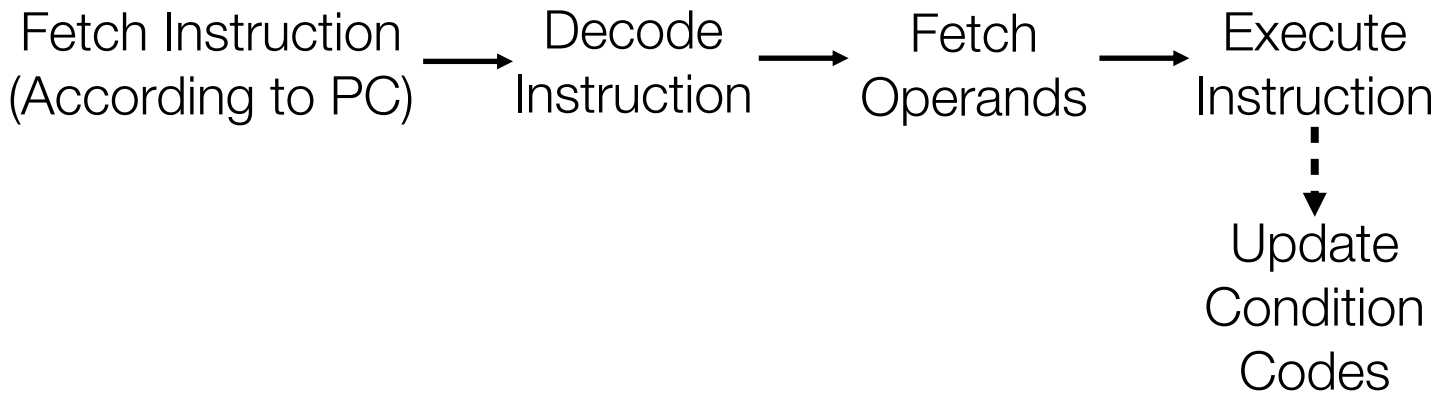 Fetch Instruction
(According to PC)
Decode
Instruction
Fetch
Operands
Execute
Instruction
Update
Condition
Codes